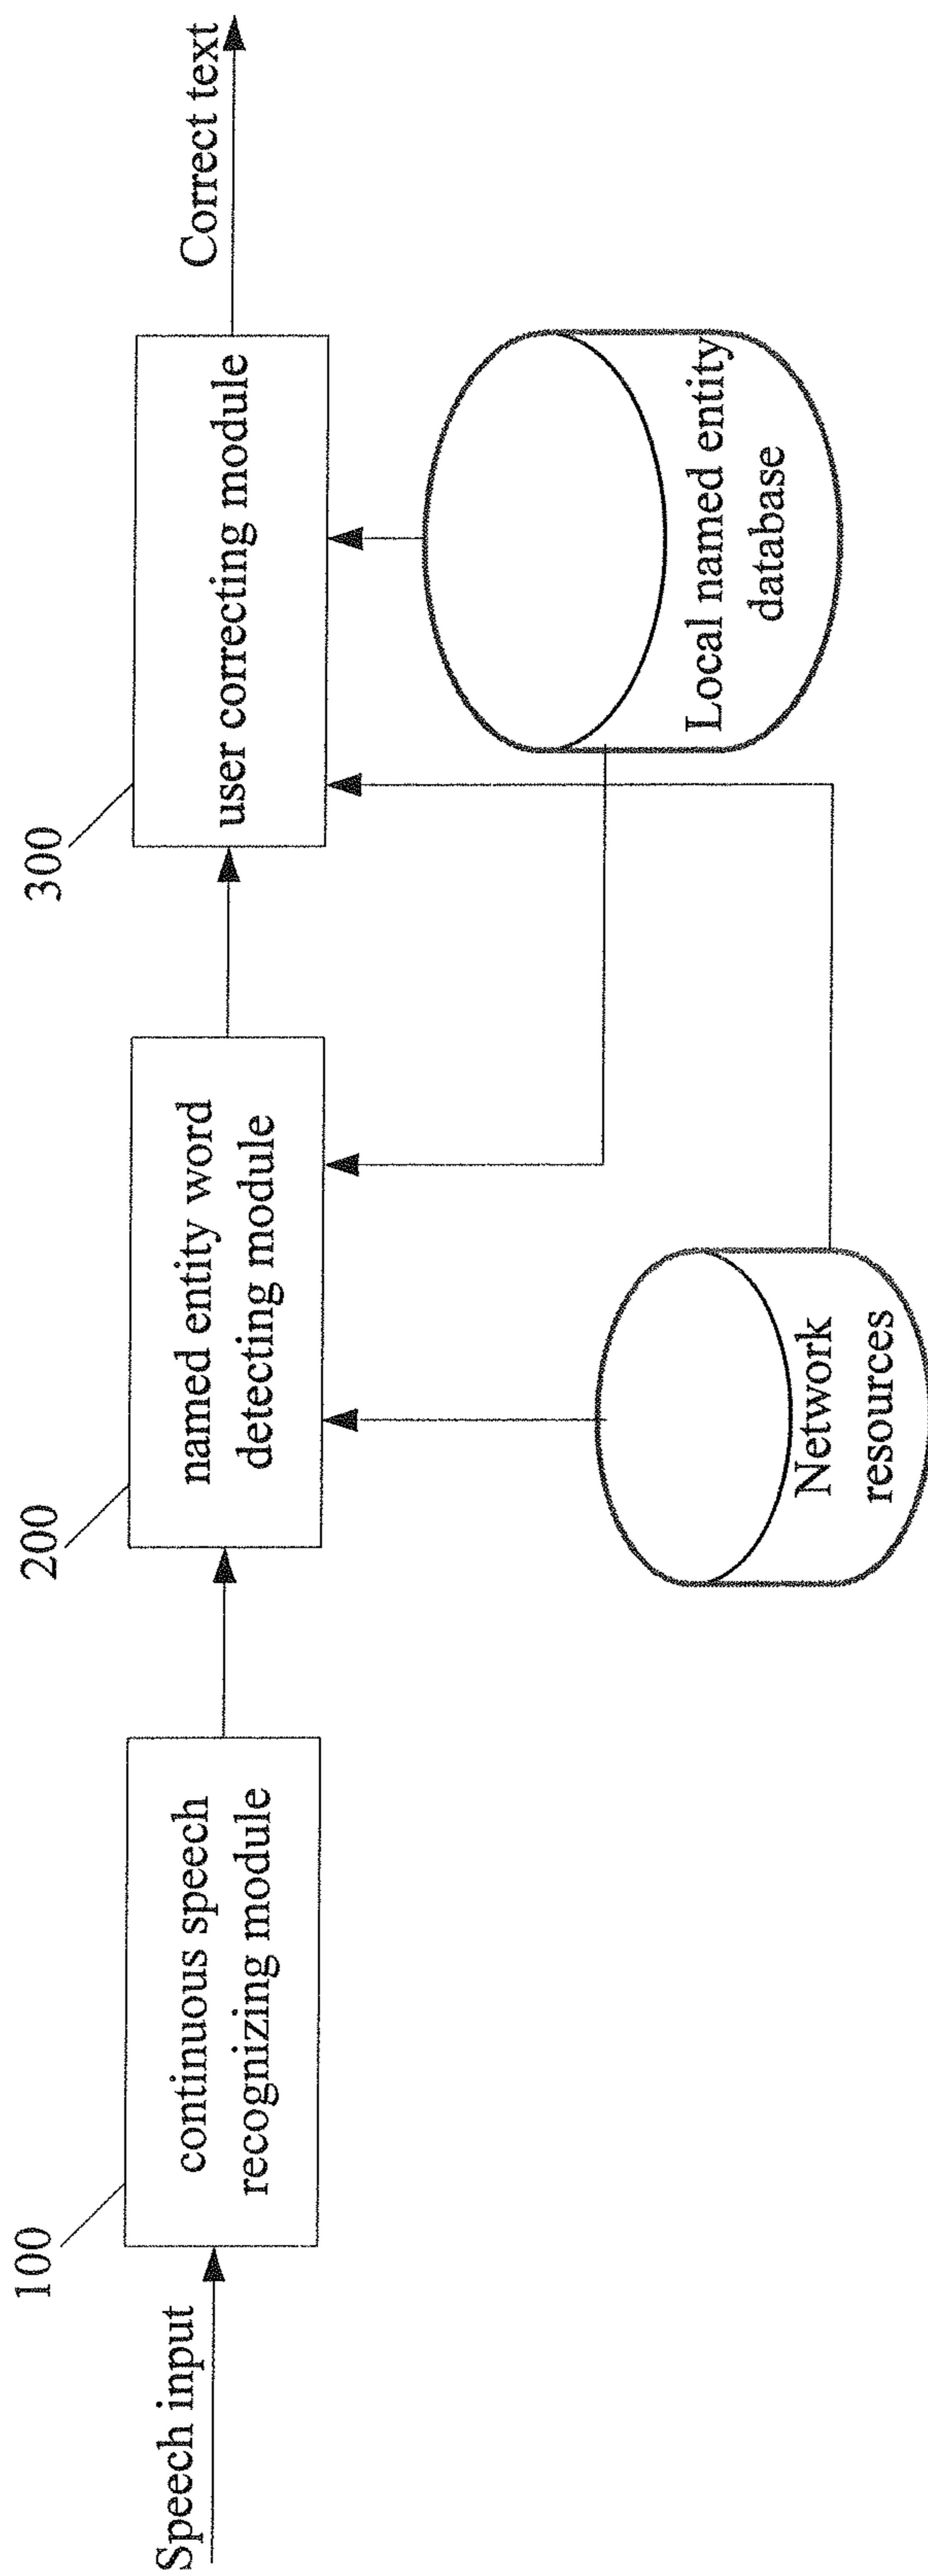 Speech input
100
continuous speech
recognizing module
200
named entity word
detecting module
300
user correcting module
Correct text
Network
resources
Local named entity
database